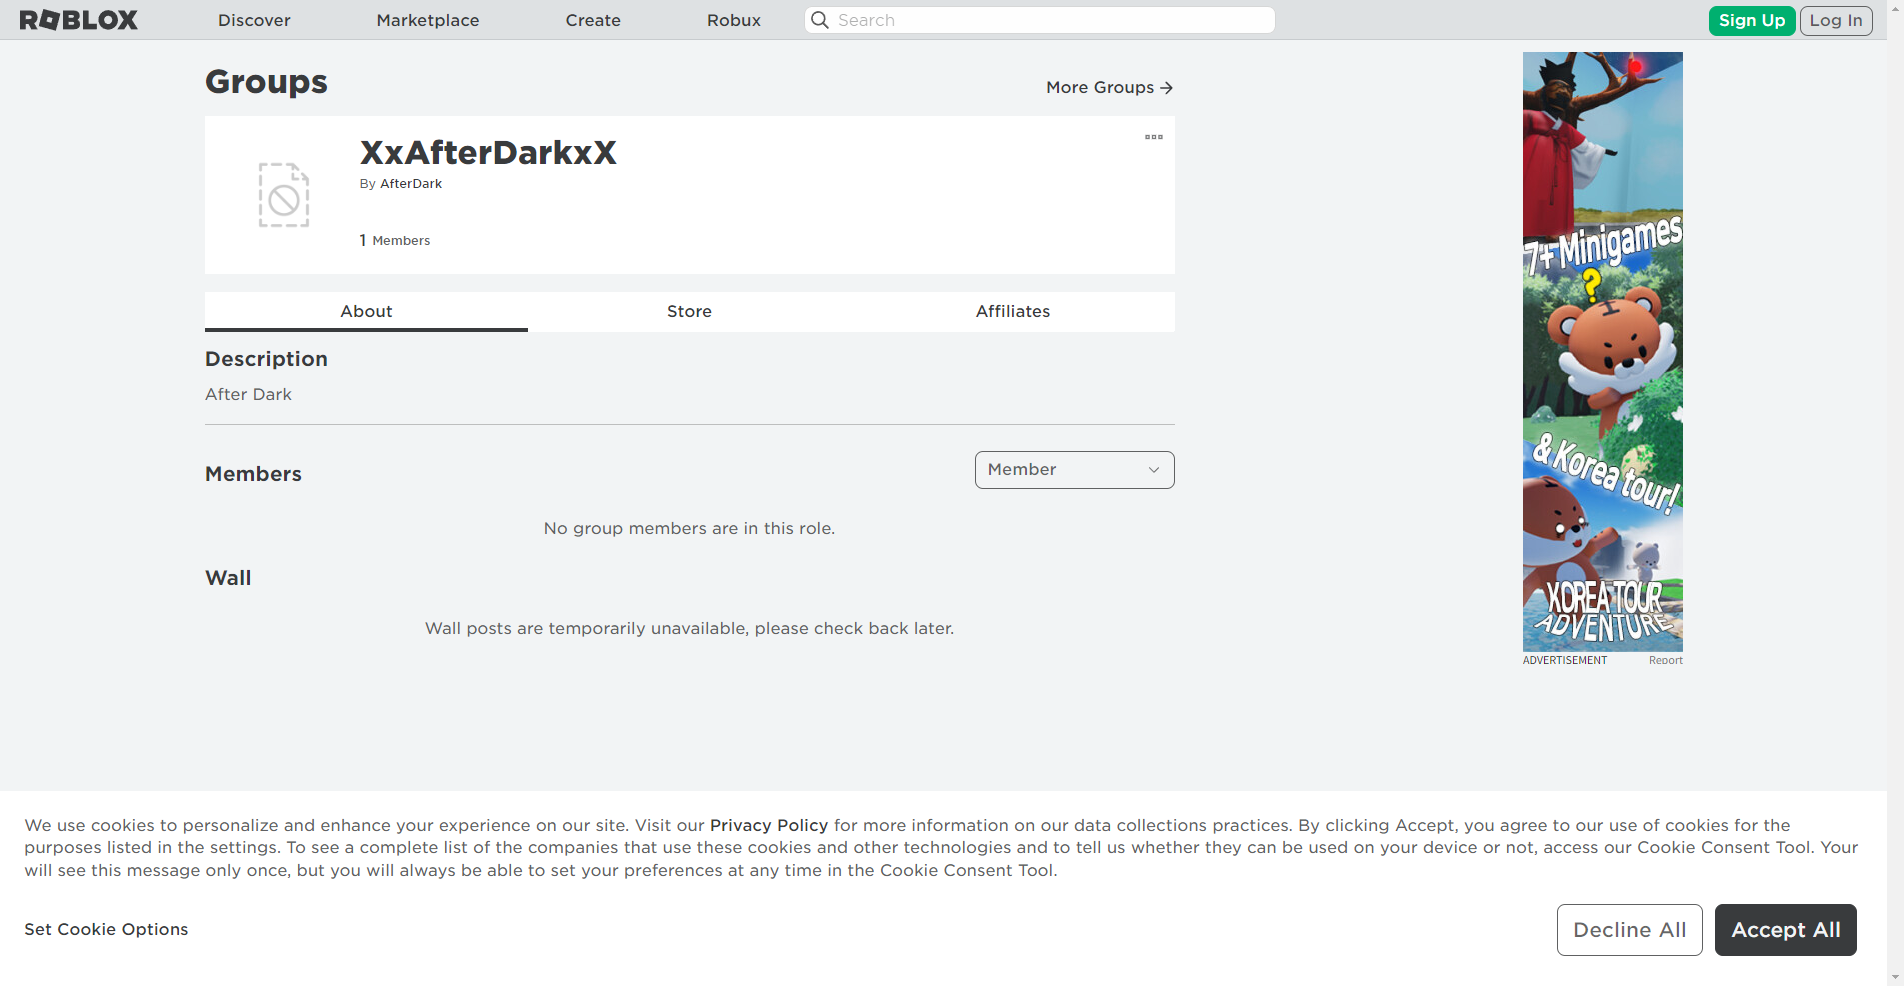 ROBLOX
Discover
Marketplace
Create
Robux
Search
Sign Up
Log In
Groups
More Groups
XxAfterDarkxX
By AfterDark
1 Members
About
Store
Affiliates
Description
After Dark
Members
Member
No group members are in this role.
Wall
Wall posts are temporarily unavailable, please check back later.
7+ Minigames
?
& Korea tour!
KOREA TOUR
ADVENTURE
ADVERTISEMENT
Report
We use cookies to personalize and enhance your experience on our site. Visit our Privacy Policy for more information on our data collections practices. By clicking Accept, you agree to our use of cookies for the
purposes listed in the settings. To see a complete list of the companies that use these cookies and other technologies and to tell us whether they can be used on your device or not, access our Cookie Consent Tool. Your
will see this message only once, but you will always be able to set your preferences at any time in the Cookie Consent Tool.
Set Cookie Options
Decline All
Accept All